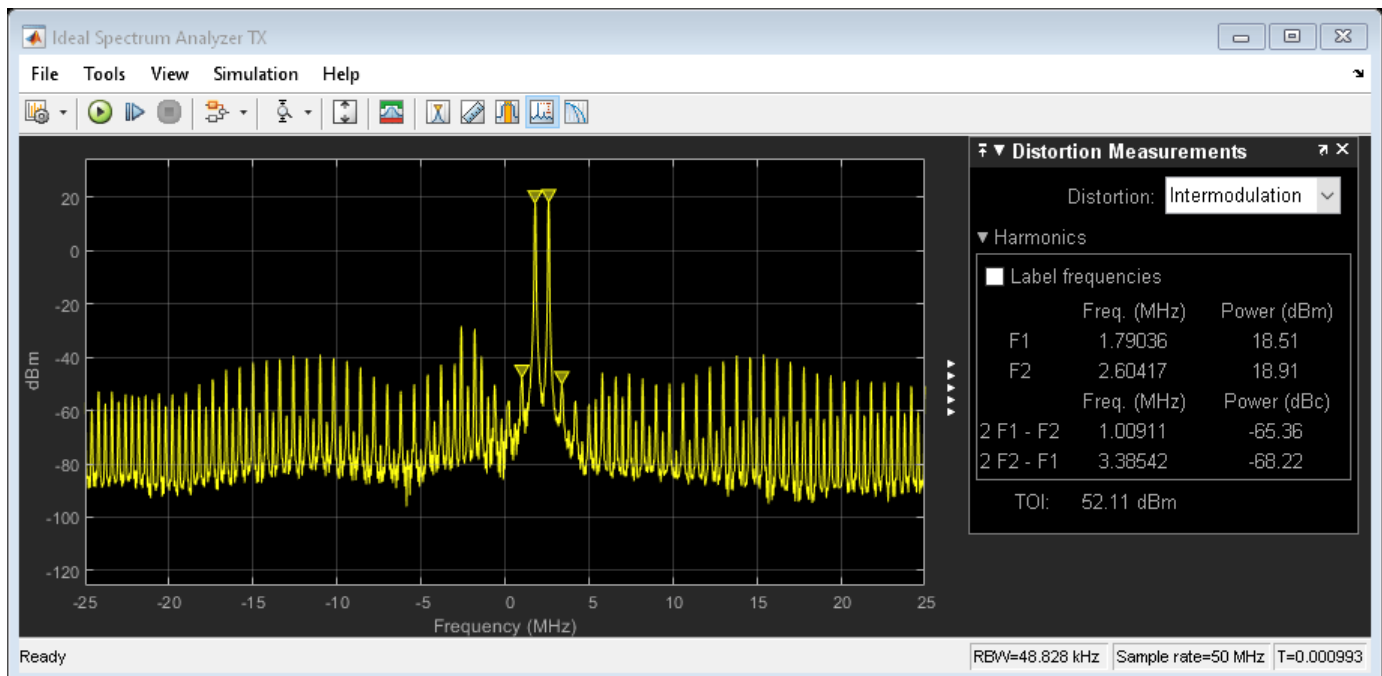 Ideal Spectrum Analyzer TX
File Tools View Simulation Help
Distortion Measurements
Distortion: Intermodulation
Harmonics
Label frequencies
Freq. (MHz) Power (dBm)
F1 1.79036 18.51
F2 2.60417 18.91
Freq. (MHz) Power (dBc)
2 F1 - F2 1.00911 -65.36
2 F2 - F1 3.38542 -68.22
TOI: 52.11 dBm
20
0
-20
-40
-60
-80
-100
-120
dBm
-25 -20 -15 -10 -5 0 5 10 15 20 25
Frequency (MHz)
Ready RBW=48.828 kHz Sample rate=50 MHz T=0.000993